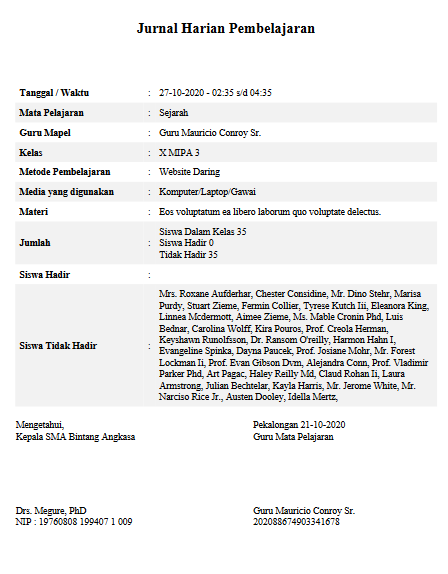 Jurnal Harian Pembelajaran
Tanggal / Waktu : 27-10-2020 - 02:35 s/d 04:35
Mata Pelajaran : Sejarah
Guru Mapel : Guru Mauricio Conroy Sr.
Kelas : X MIPA 3
Metode Pembelajaran : Website Daring
Media yang digunakan : Komputer/Laptop/Gawai
Materi : Eos voluptatum ea libero laborum quo voluptate delectus.
Jumlah : Siswa Dalam Kelas 35
Siswa Hadir 0
Tidak Hadir 35
Siswa Hadir :
Siswa Tidak Hadir : Mrs. Roxane Aufderhar, Chester Considine, Mr. Dino Stehr, Marisa
Purdy, Stuart Zieme, Fermin Collier, Tyrese Kutch Iii, Eleanora King,
Linnea Mcdermott, Aimee Zieme, Ms. Mable Cronin Phd, Luis
Bednar, Carolina Wolff, Kira Pouros, Prof. Creola Herman,
Keyshawn Runolfsson, Dr. Ransom O'reilly, Harmon Hahn I,
Evangeline Spinka, Dayna Paucek, Prof. Josiane Mohr, Mr. Forest
Lockman Ii, Prof. Evan Gibson Dvm, Alejandra Conn, Prof. Vladimir
Parker Phd, Art Pagac, Haley Reilly Md, Claud Rohan Ii, Laura
Armstrong, Julian Bechtelar, Kayla Harris, Mr. Jerome White, Mr.
Narciso Rice Jr., Austen Dooley, Idella Mertz,
Mengetahui,
Kepala SMA Bintang Angkasa
Pekalongan 21-10-2020
Guru Mata Pelajaran
Drs. Megure, PhD
NIP : 19760808 199407 1 009
Guru Mauricio Conroy Sr.
202088674903341678